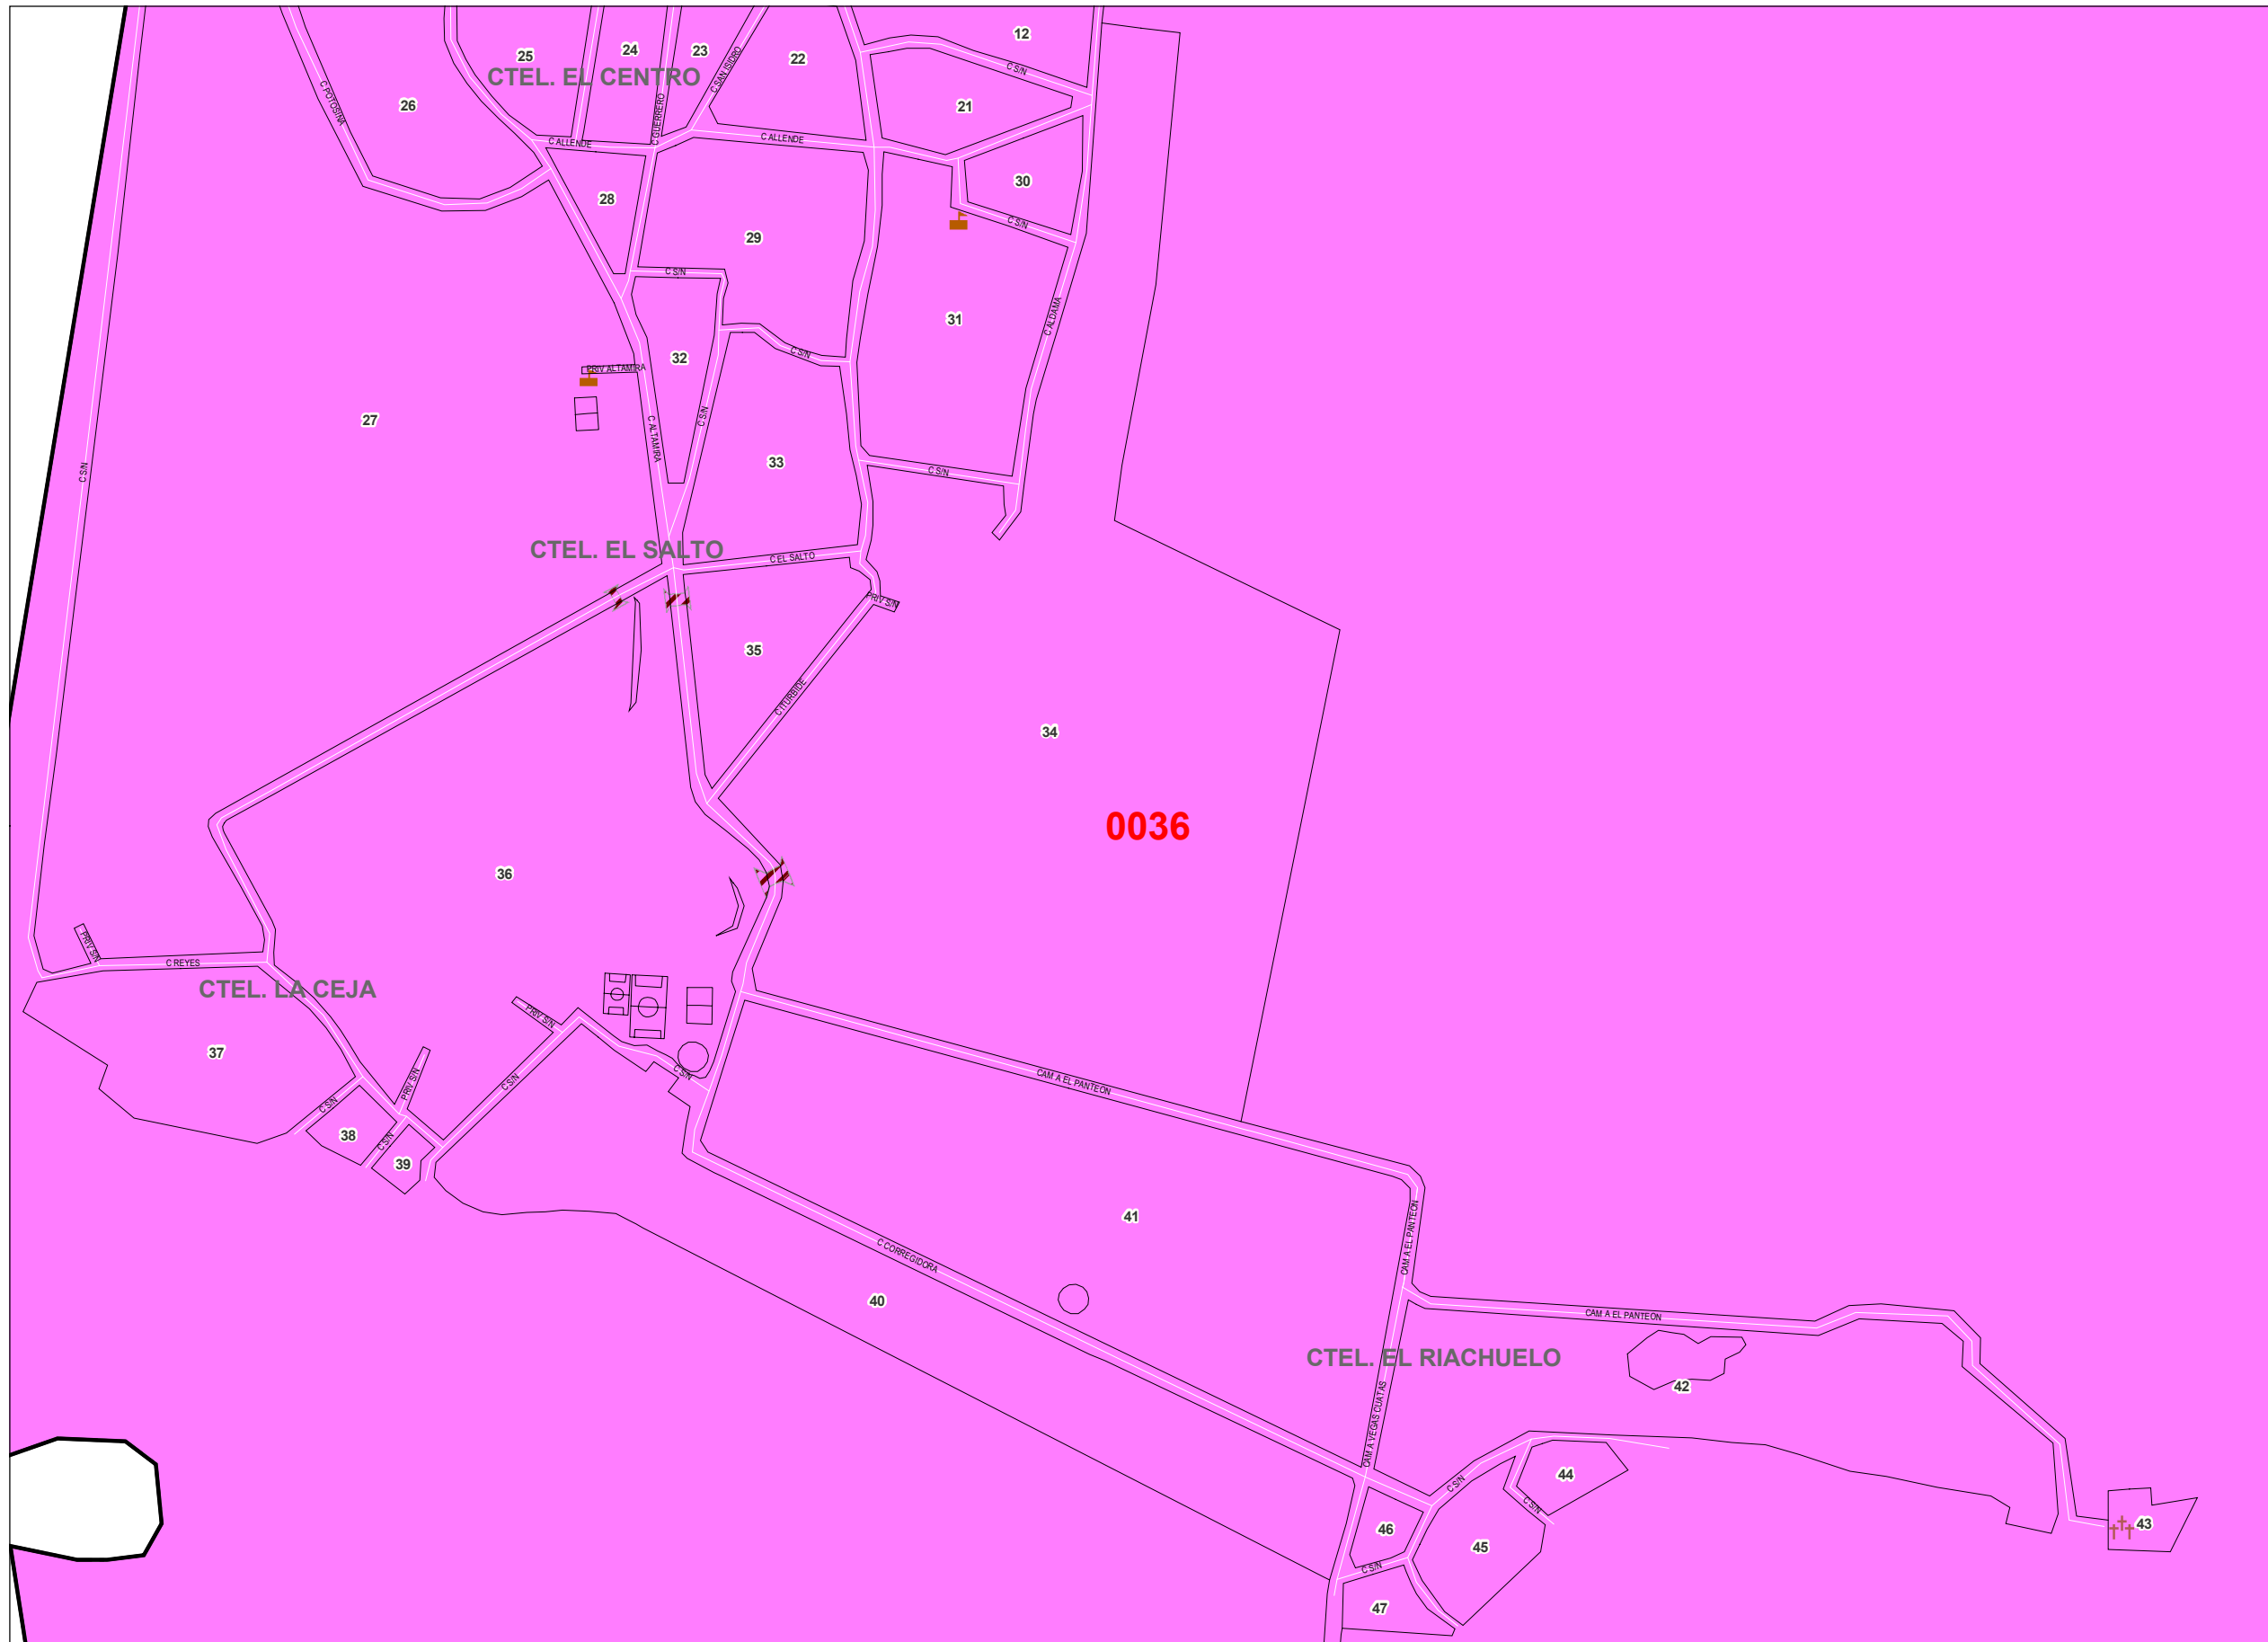 12
23
24
25
22
CTEL. EL CENTRO
C SAN ISIDRO
C S/N
26
C POTOSINA
21
C GUERRERO
C ALLENDE
C ALLENDE
30
28
C S/N
29
C S/N
31
C ALDAMA
C S/N
32
PRIV ALTAMIRA
27
C S/N
C ALTAMIRA
33
C S/N
C S/N
CTEL. EL SALTO
C EL SALTO
PRIV S/N
35
C ITURBIDE
34
0036
36
PRIV S/N
C REYES
CTEL. LA CEJA
PRIV S/N
37
C S/N
PRIV S/N
C S/N
CAM A EL PANTEON
C S/N
38
C S/N
39
41
CAM A EL PANTEON
C CORREGIDORA
40
CAM A EL PANTEON
CTEL. EL RIACHUELO
42
CAM A VEGAS CUATAS
44
C S/N
C S/N
46
43
45
C S/N
47